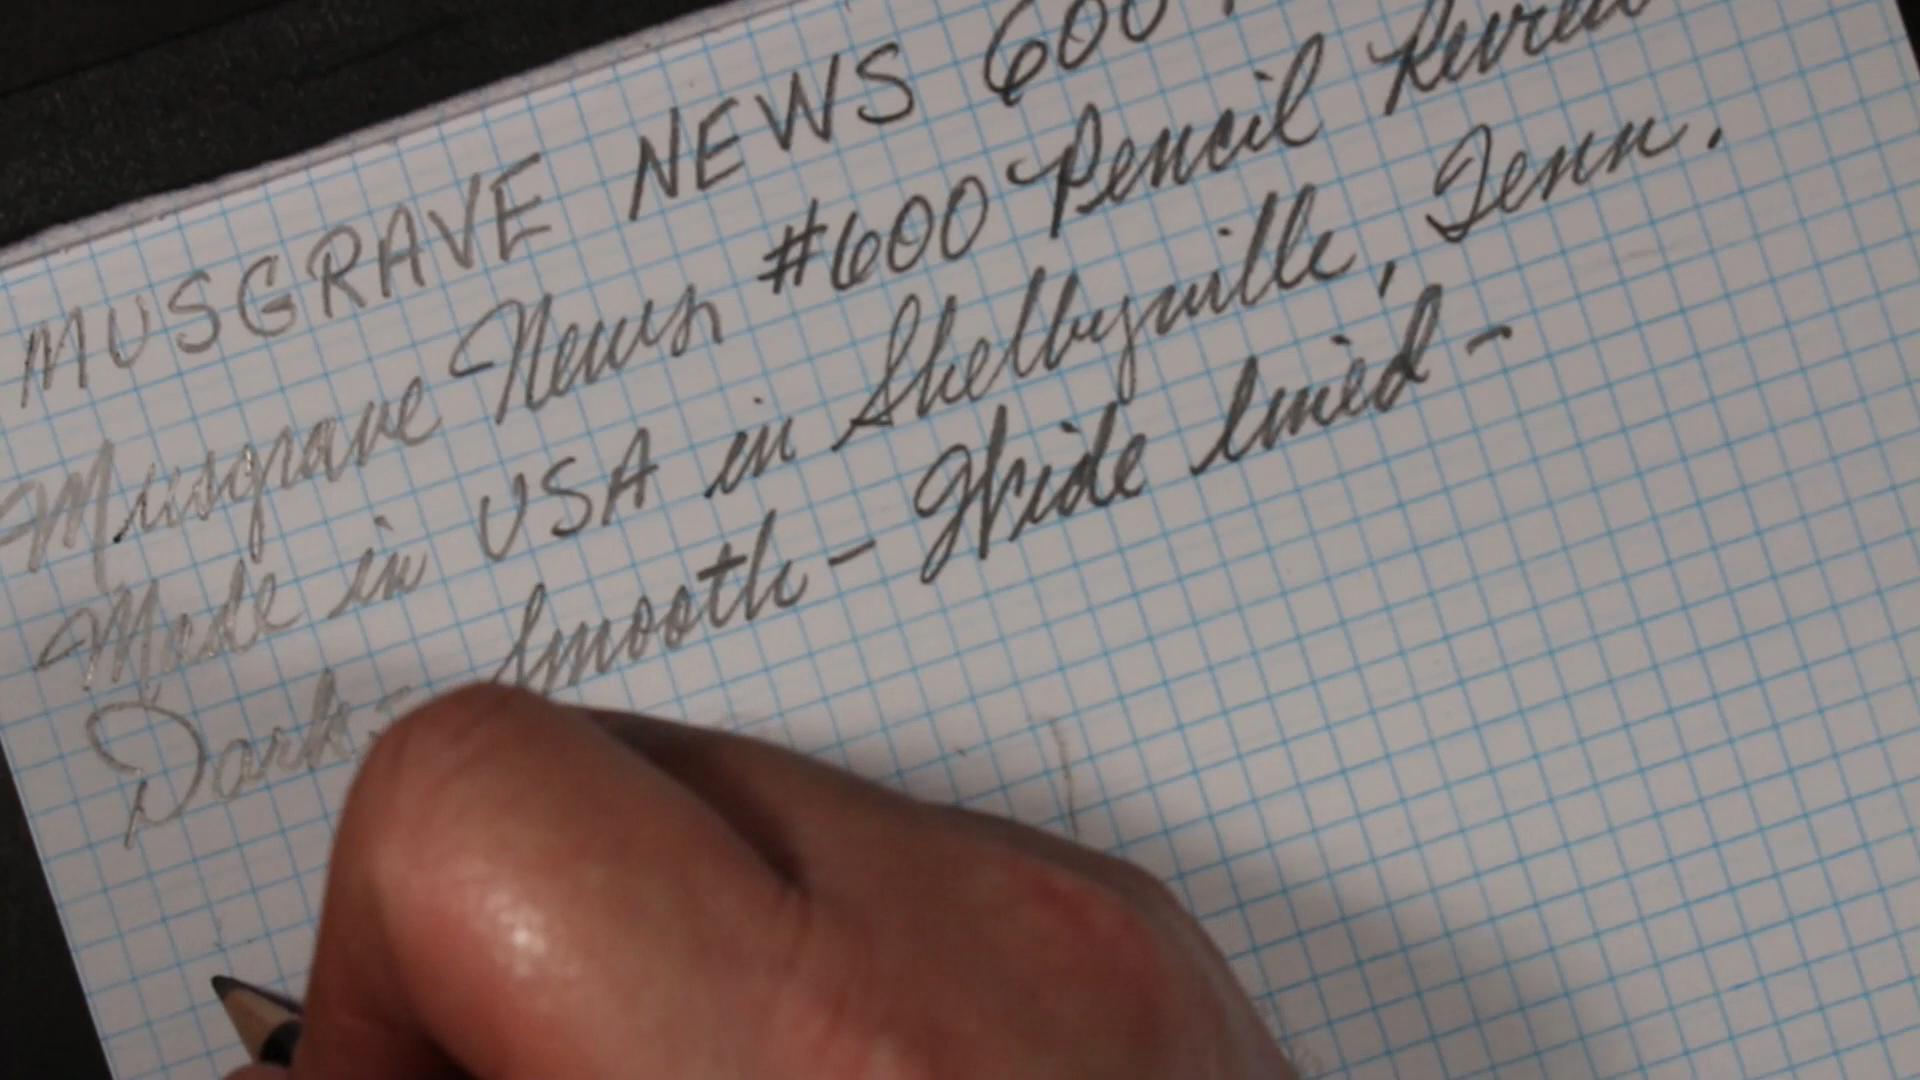 MUSGRAVE NEWS 600
Musgrave News #600 Pencil Review
Made in USA in Shelbyville, Tenn.
Dark - Smooth - Wide lined -